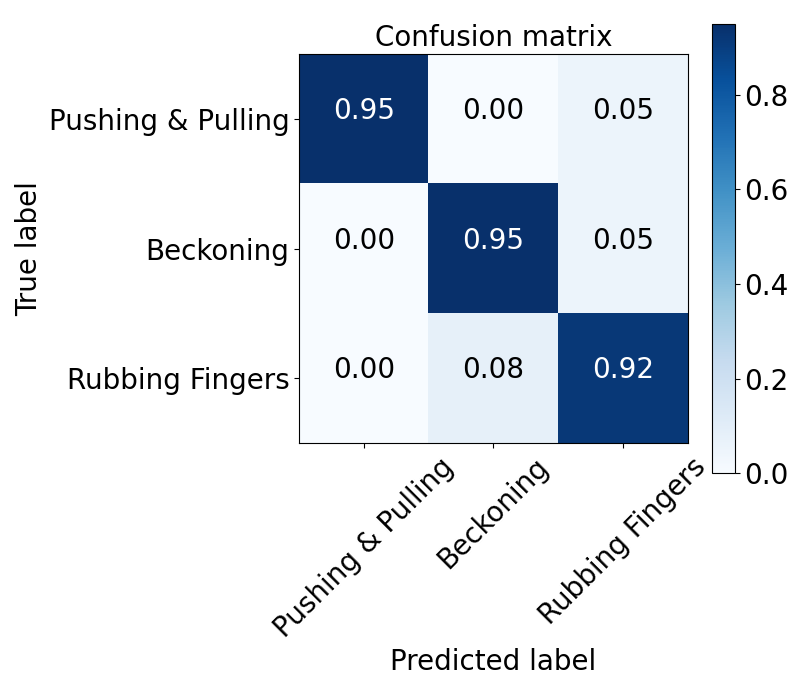 Confusion matrix
True label
Pushing & Pulling 0.95 0.00 0.05
Beckoning 0.00 0.95 0.05
Rubbing Fingers 0.00 0.08 0.92
Pushing & Pulling
Beckoning
Rubbing Fingers
Predicted label
0.8
0.6
0.4
0.2
0.0